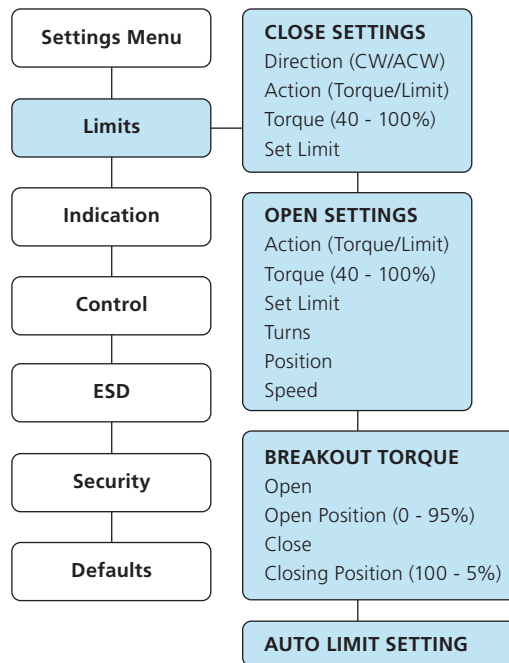 Settings Menu
Limits
Indication
Control
ESD
Security
Defaults
CLOSE SETTINGS
Direction (CW/ACW)
Action (Torque/Limit)
Torque (40 - 100%)
Set Limit
OPEN SETTINGS
Action (Torque/Limit)
Torque (40 - 100%)
Set Limit
Turns
Position
Speed
BREAKOUT TORQUE
Open
Open Position (0 - 95%)
Close
Closing Position (100 - 5%)
AUTO LIMIT SETTING